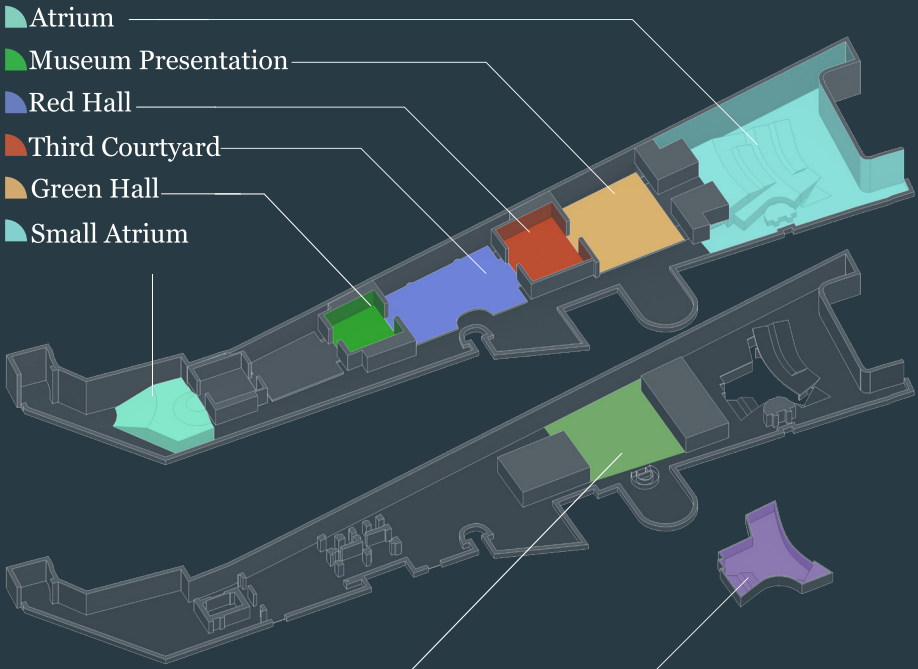 Atrium
Museum Presentation
Red Hall
Third Courtyard
Green Hall
Small Atrium